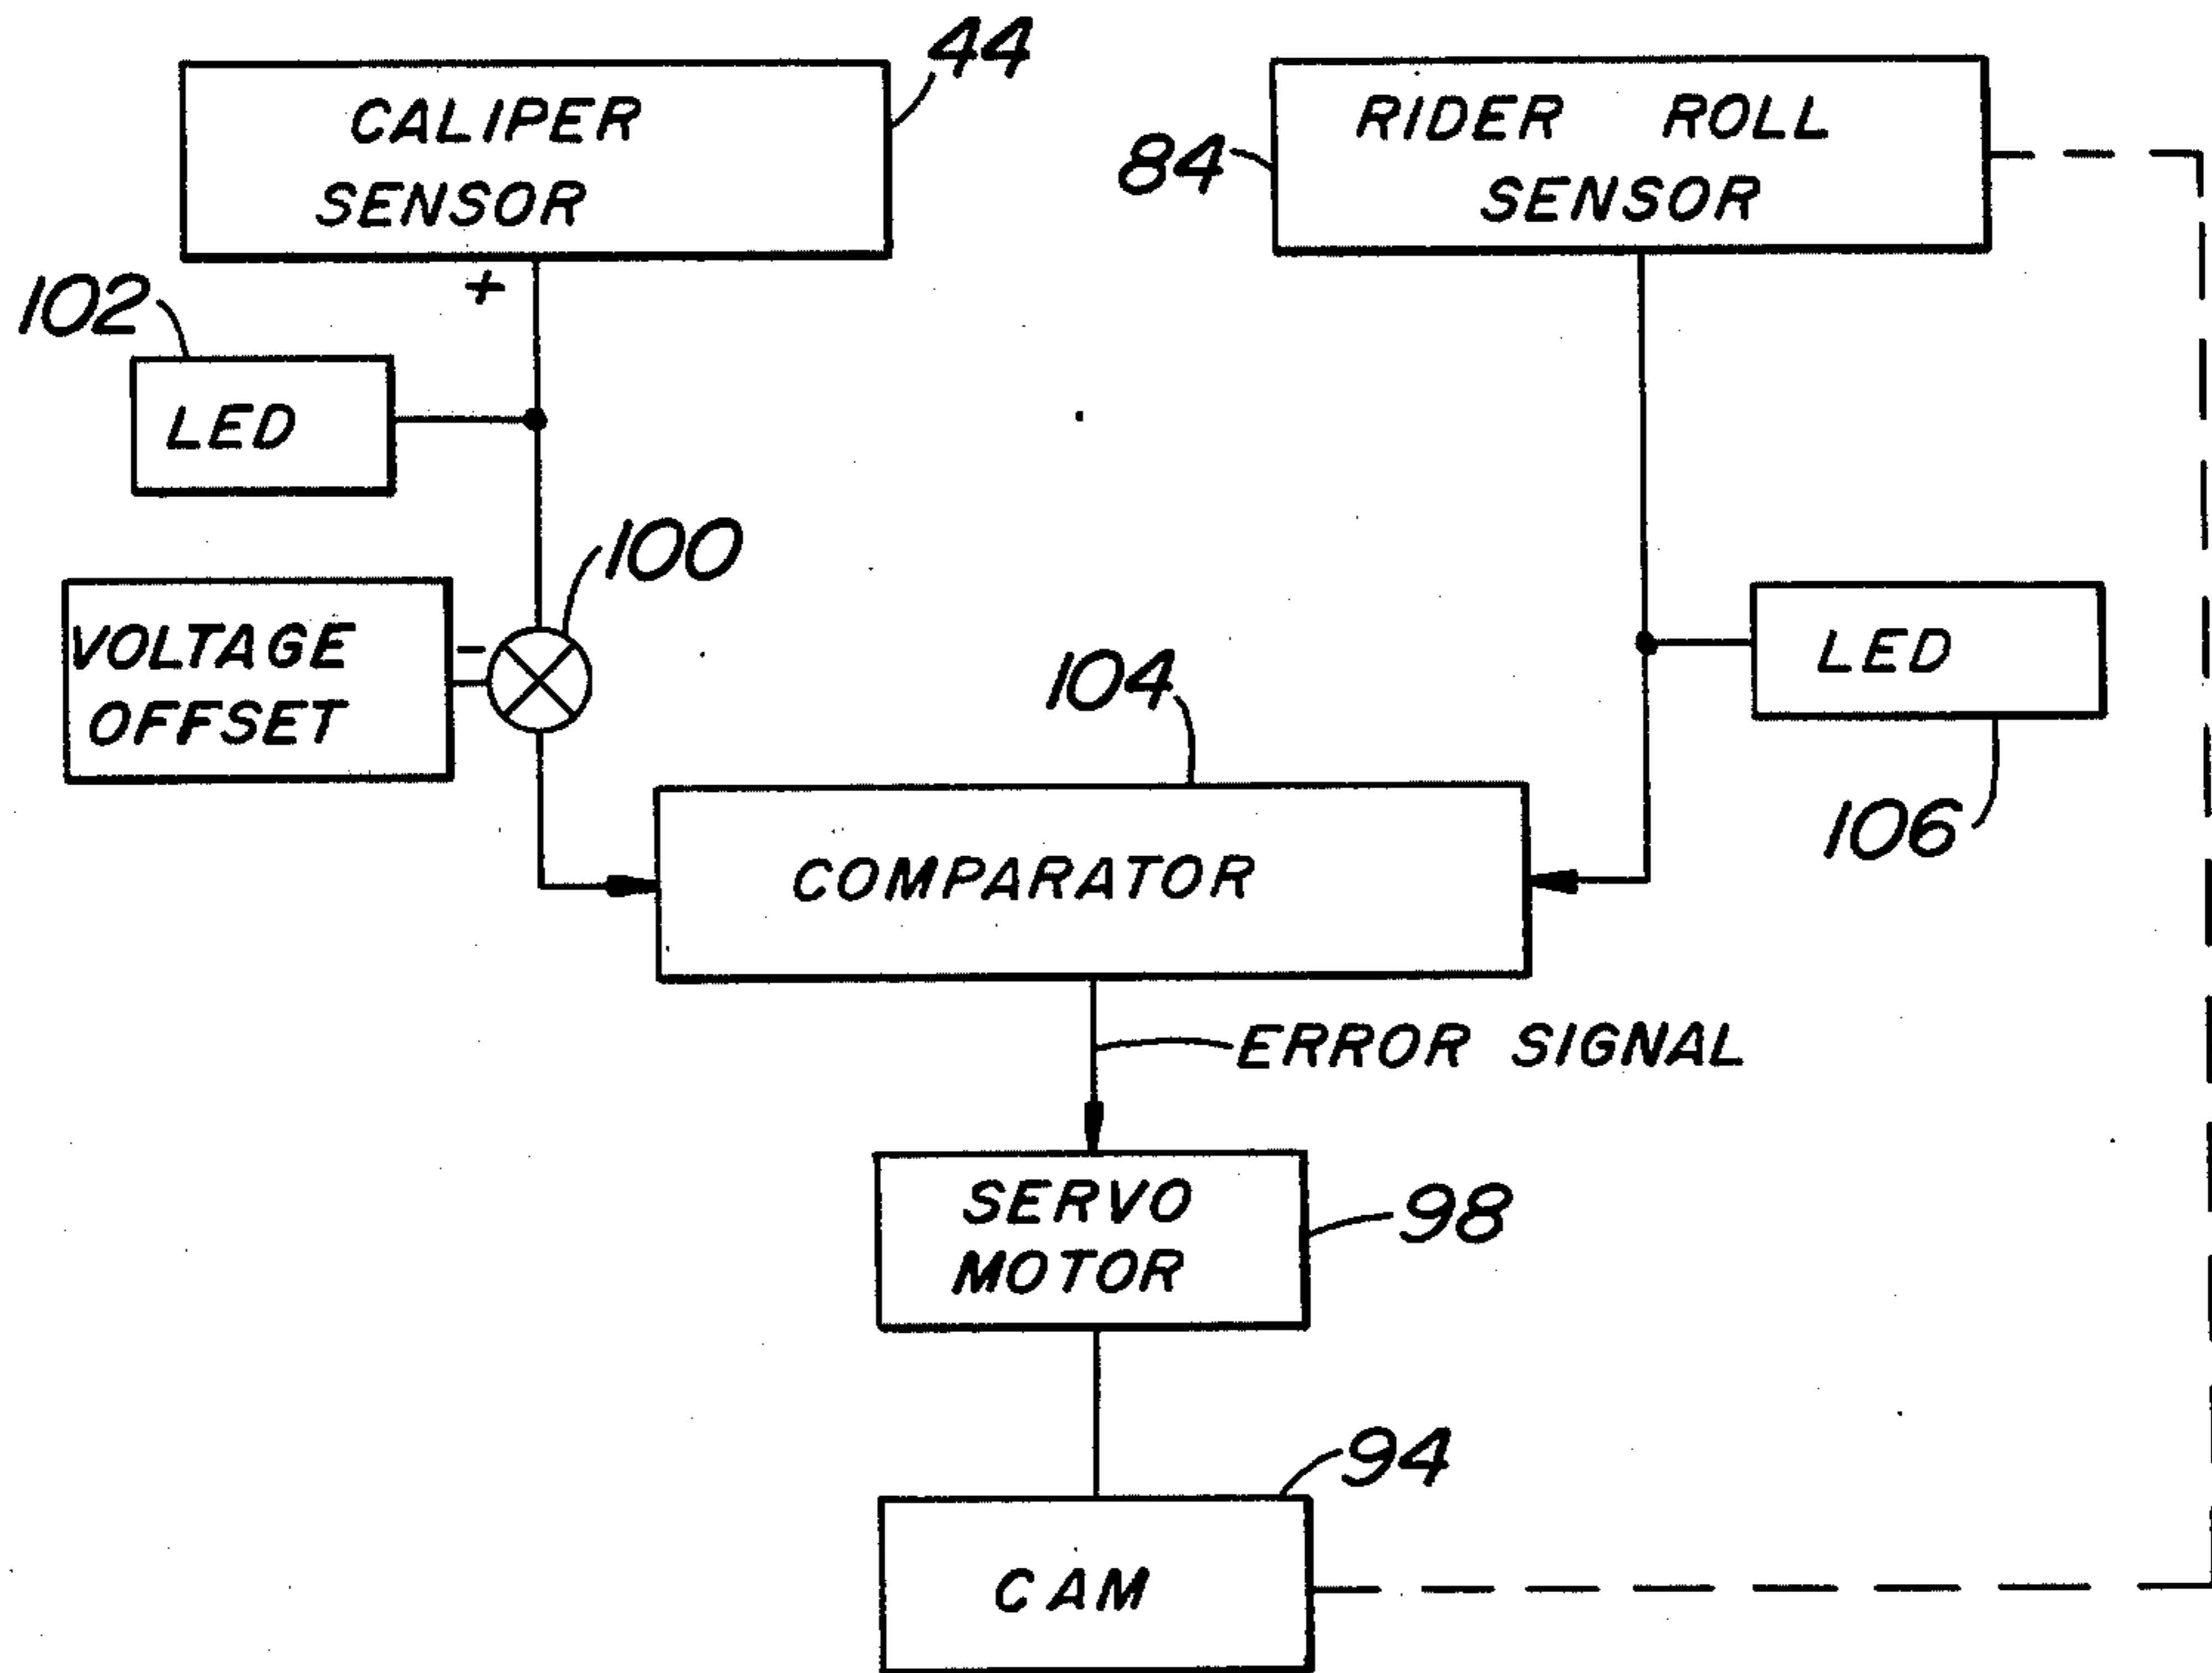 44
CALIPER
SENSOR
84
RIDER ROLL
SENSOR
+
102
LED
100
VOLTAGE
OFFSET
-
LED
106
104
COMPARATOR
ERROR SIGNAL
SERVO
MOTOR
98
94
CAM